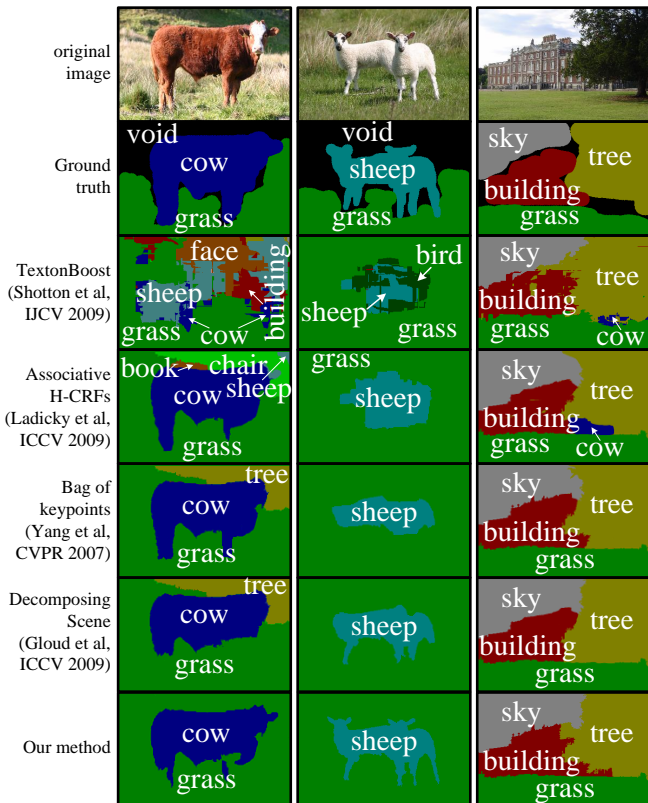 original
image
Ground
truth
void
cow
grass
void
sheep
grass
sky
tree
building
grass
TextonBoost
(Shotton et al,
IJCV 2009)
face
sheep
building
grass
cow
bird
sheep
grass
sky
tree
building
grass
cow
Associative
H-CRFs
(Ladicky et al,
ICCV 2009)
book
chair
sheep
cow
grass
grass
sheep
sky
tree
building
grass
cow
Bag of
keypoints
(Yang et al,
CVPR 2007)
tree
cow
grass
sheep
sky
tree
building
grass
Decomposing
Scene
(Gloud et al,
ICCV 2009)
tree
cow
grass
sheep
sky
tree
building
grass
Our method
cow
grass
sheep
sky
tree
building
grass